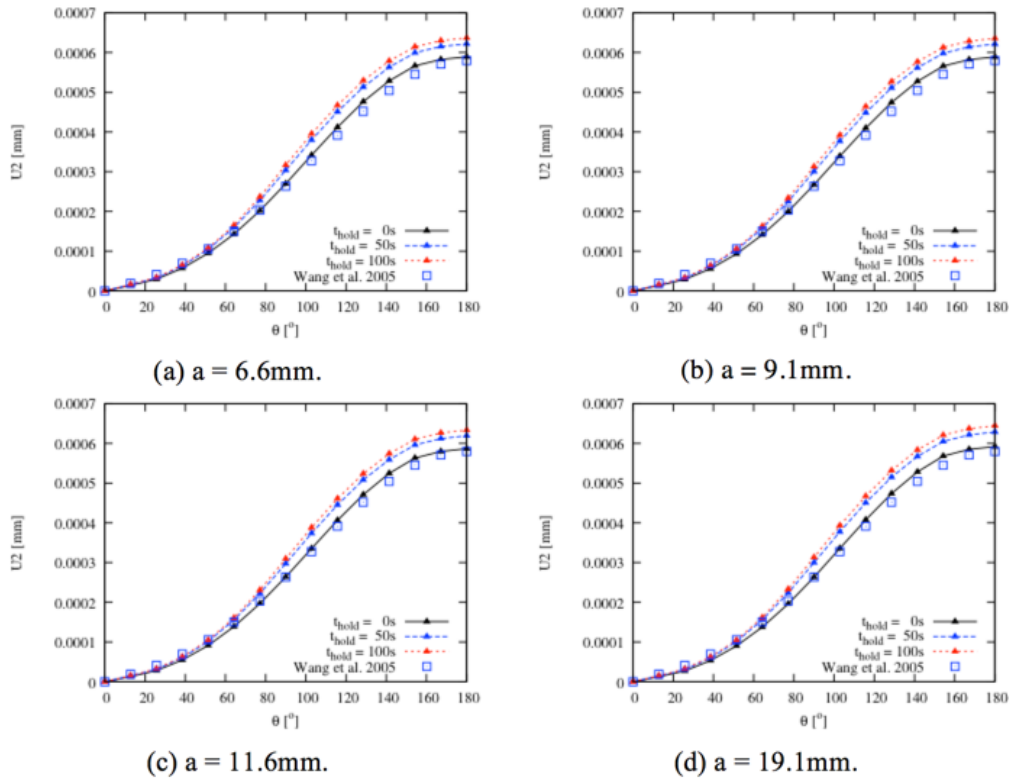 0.0007
0.0006
0.0005
0.0004
0.0003
0.0002
0.0001
0
U2 [mm]
t_hold = 0s
t_hold = 50s
t_hold = 100s
Wang et al. 2005
0 20 40 60 80 100 120 140 160 180
θ [°]
(a) a = 6.6mm.
0.0007
0.0006
0.0005
0.0004
0.0003
0.0002
0.0001
0
U2 [mm]
t_hold = 0s
t_hold = 50s
t_hold = 100s
Wang et al. 2005
0 20 40 60 80 100 120 140 160 180
θ [°]
(b) a = 9.1mm.
0.0007
0.0006
0.0005
0.0004
0.0003
0.0002
0.0001
0
U2 [mm]
t_hold = 0s
t_hold = 50s
t_hold = 100s
Wang et al. 2005
0 20 40 60 80 100 120 140 160 180
θ [°]
(c) a = 11.6mm.
0.0007
0.0006
0.0005
0.0004
0.0003
0.0002
0.0001
0
U2 [mm]
t_hold = 0s
t_hold = 50s
t_hold = 100s
Wang et al. 2005
0 20 40 60 80 100 120 140 160 180
θ [°]
(d) a = 19.1mm.